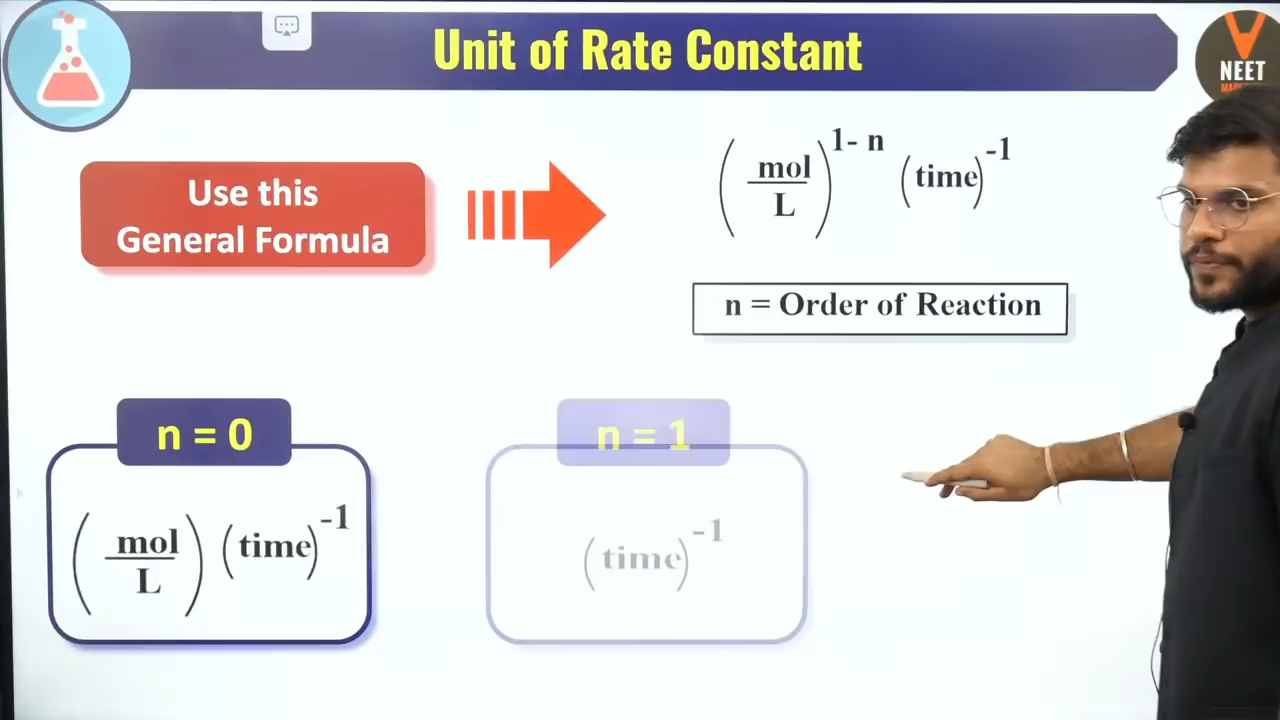 Unit of Rate Constant
NEET
Use this
General Formula
(mol/L)^1-n (time)^-1
n = Order of Reaction
n = 0
(mol/L) (time)^-1
n = 1
(time)^-1